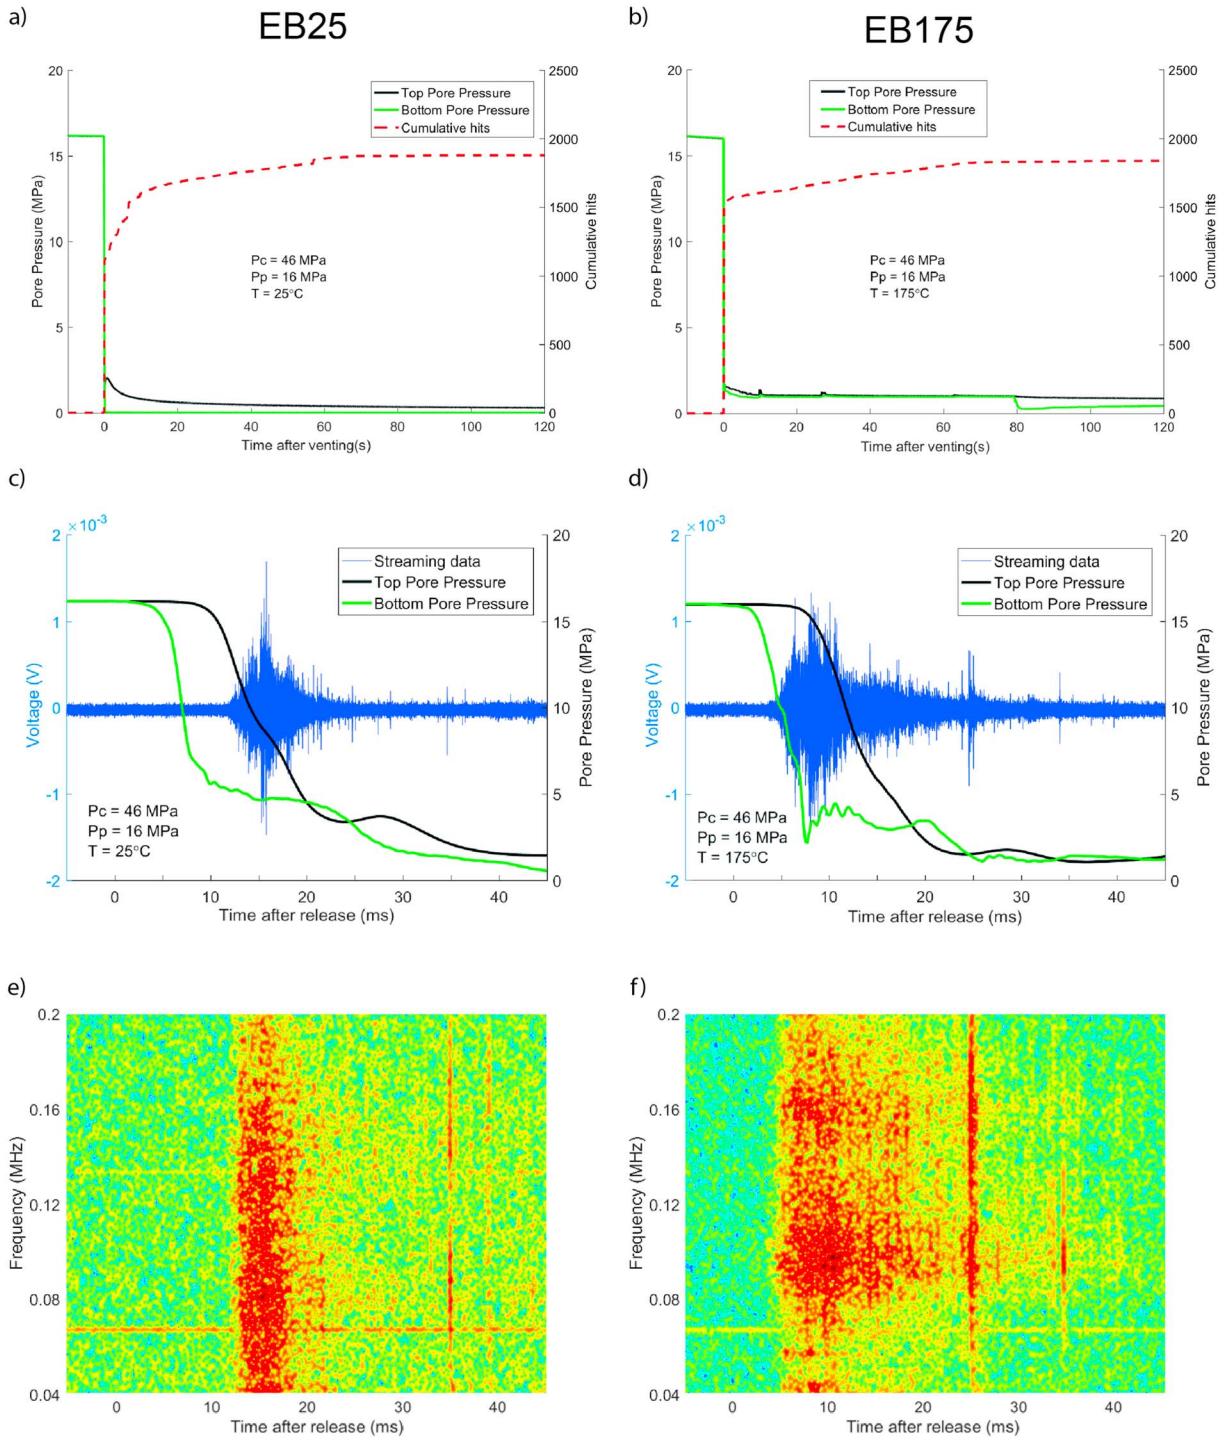 a)
EB25
b)
EB175
20
15
10
5
0
Pore Pressure (MPa)
2500
2000
1500
1000
500
0
Cumulative hits
Top Pore Pressure
Bottom Pore Pressure
Cumulative hits
Pc = 46 MPa
Pp = 16 MPa
T = 25°C
0 20 40 60 80 100 120
Time after venting(s)
20
15
10
5
0
Pore Pressure (MPa)
2500
2000
1500
1000
500
0
Cumulative hits
Top Pore Pressure
Bottom Pore Pressure
Cumulative hits
Pc = 46 MPa
Pp = 16 MPa
T = 175°C
0 20 40 60 80 100 120
Time after venting(s)
c)
×10⁻³
2
1
0
-1
-2
Voltage (V)
20
15
10
5
0
Pore Pressure (MPa)
Streaming data
Top Pore Pressure
Bottom Pore Pressure
Pc = 46 MPa
Pp = 16 MPa
T = 25°C
0 10 20 30 40
Time after release (ms)
d)
×10⁻³
2
1
0
-1
-2
Voltage (V)
20
15
10
5
0
Pore Pressure (MPa)
Streaming data
Top Pore Pressure
Bottom Pore Pressure
Pc = 46 MPa
Pp = 16 MPa
T = 175°C
0 10 20 30 40
Time after release (ms)
e)
0.2
0.16
0.12
0.08
0.04
Frequency (MHz)
0 10 20 30 40
Time after release (ms)
f)
0.2
0.16
0.12
0.08
0.04
Frequency (MHz)
0 10 20 30 40
Time after release (ms)